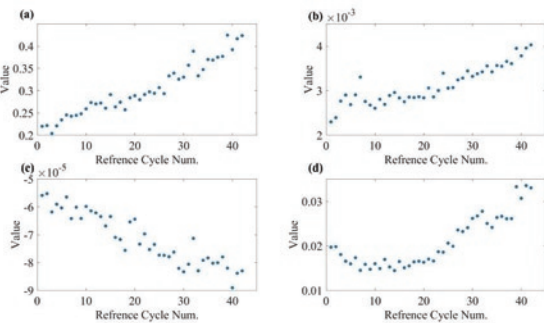 (a)
0.4
0.35
0.3
0.25
0.2
Value
0 10 20 30 40
Refrence Cycle Num.
(b)
×10⁻³
4
3
2
Value
0 10 20 30 40
Refrence Cycle Num.
(c)
×10⁻⁵
-5
-6
-7
-8
-9
Value
0 10 20 30 40
Refrence Cycle Num.
(d)
0.03
0.02
0.01
Value
0 10 20 30 40
Refrence Cycle Num.